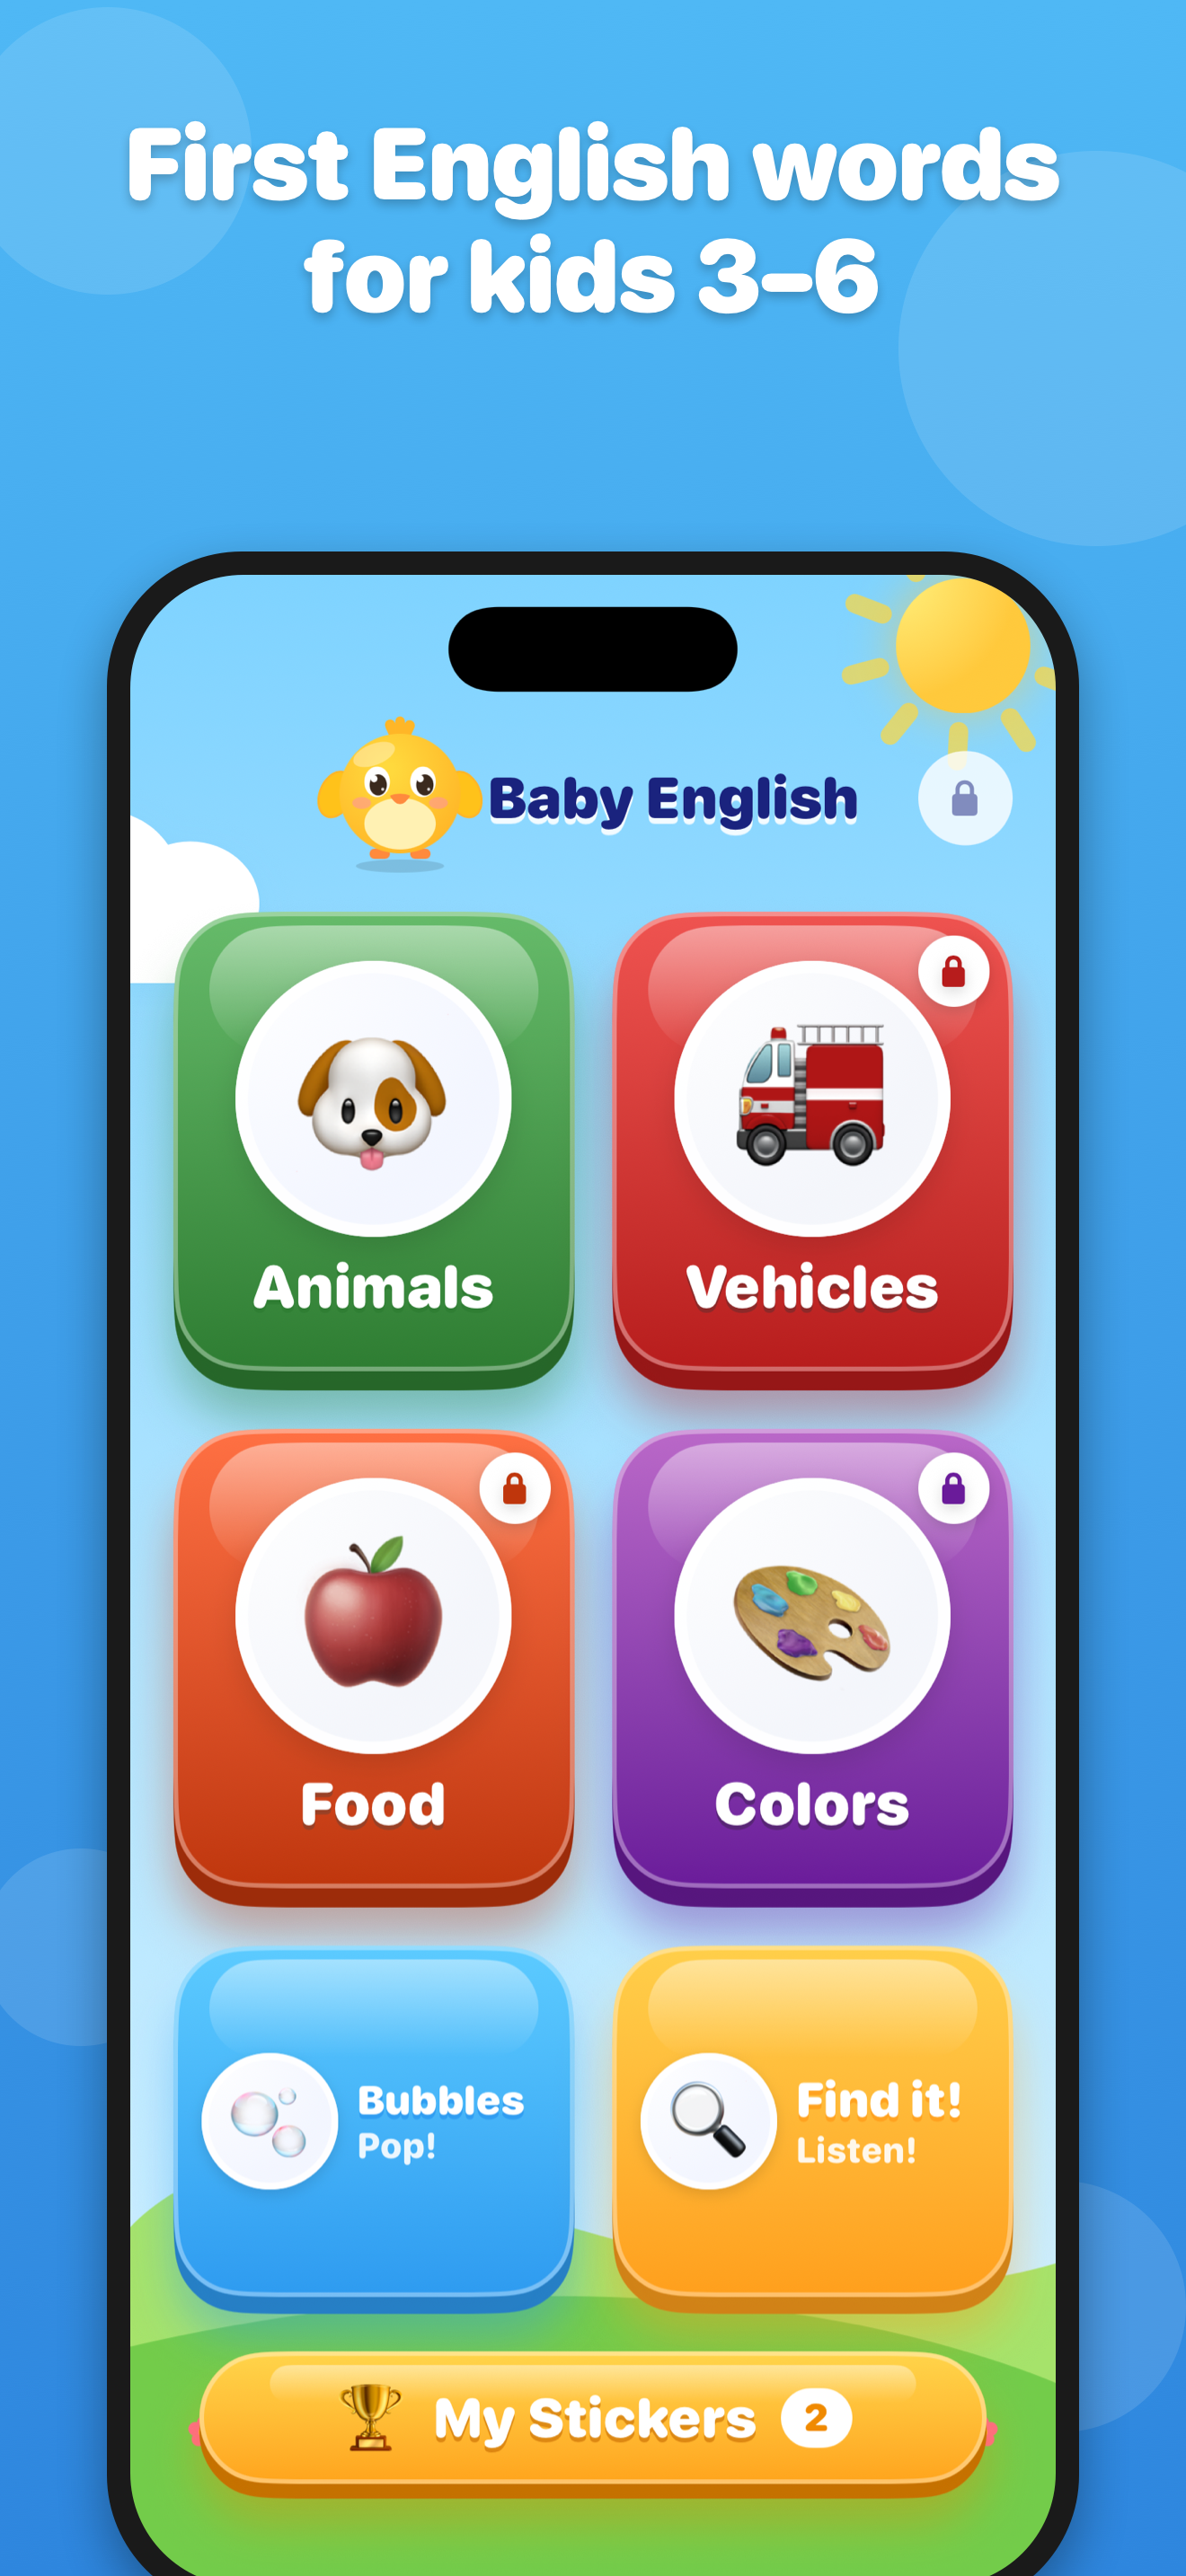 First English words
for kids 3–6
Baby English
Animals
Vehicles
Food
Colors
Bubbles
Pop!
Find it!
Listen!
My Stickers 2